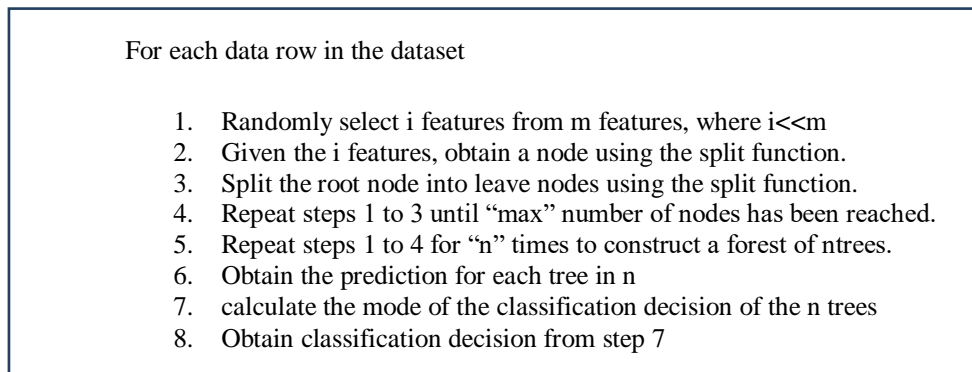 For each data row in the dataset
1. Randomly select i features from m features, where i<<m
2. Given the i features, obtain a node using the split function.
3. Split the root node into leave nodes using the split function.
4. Repeat steps 1 to 3 until “max” number of nodes has been reached.
5. Repeat steps 1 to 4 for “n” times to construct a forest of ntrees.
6. Obtain the prediction for each tree in n
7. calculate the mode of the classification decision of the n trees
8. Obtain classification decision from step 7